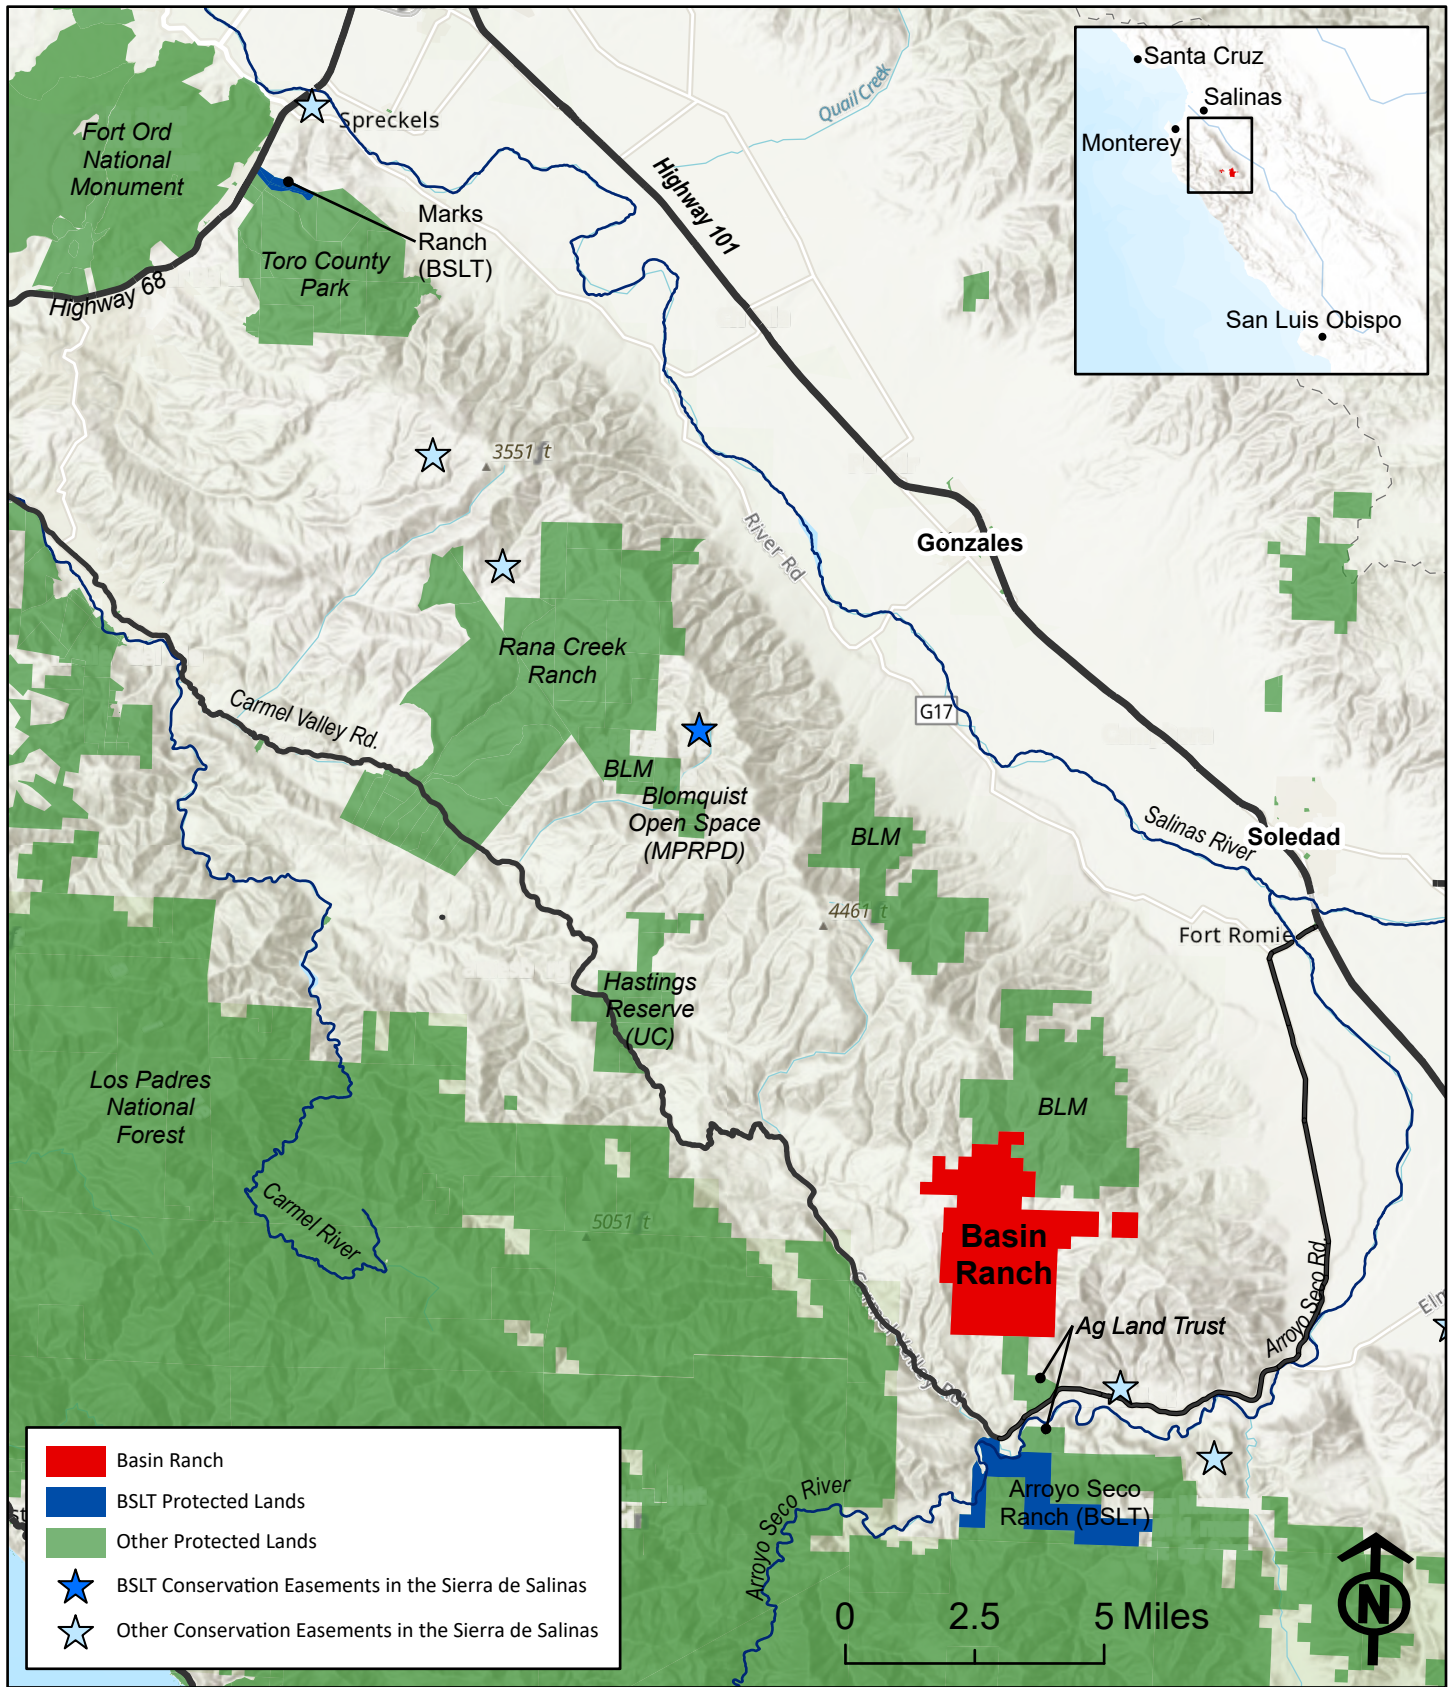 Santa Cruz
Salinas
Monterey
San Luis Obispo
Quail Creek
Spreckels
Fort Ord
National
Monument
Highway 101
Marks
Ranch
(BSLT)
Toro County
Park
Highway 68
3551 ft
River Rd
Gonzales
Rana Creek
Ranch
Carmel Valley Rd.
G17
BLM
Blomquist
Open Space
(MPRPD)
BLM
Salinas River
Soledad
4461 ft
Fort Romie
Hastings
Reserve
(UC)
Los Padres
National
Forest
BLM
Carmel River
5051 ft
Basin
Ranch
Carmel Valley Rd
Arroyo Seco Rd.
Elm
Ag Land Trust
Arroyo Seco River
Arroyo Seco
Ranch (BSLT)
st
Basin Ranch
BSLT Protected Lands
Other Protected Lands
BSLT Conservation Easements in the Sierra de Salinas
Other Conservation Easements in the Sierra de Salinas
0 2.5 5 Miles
N